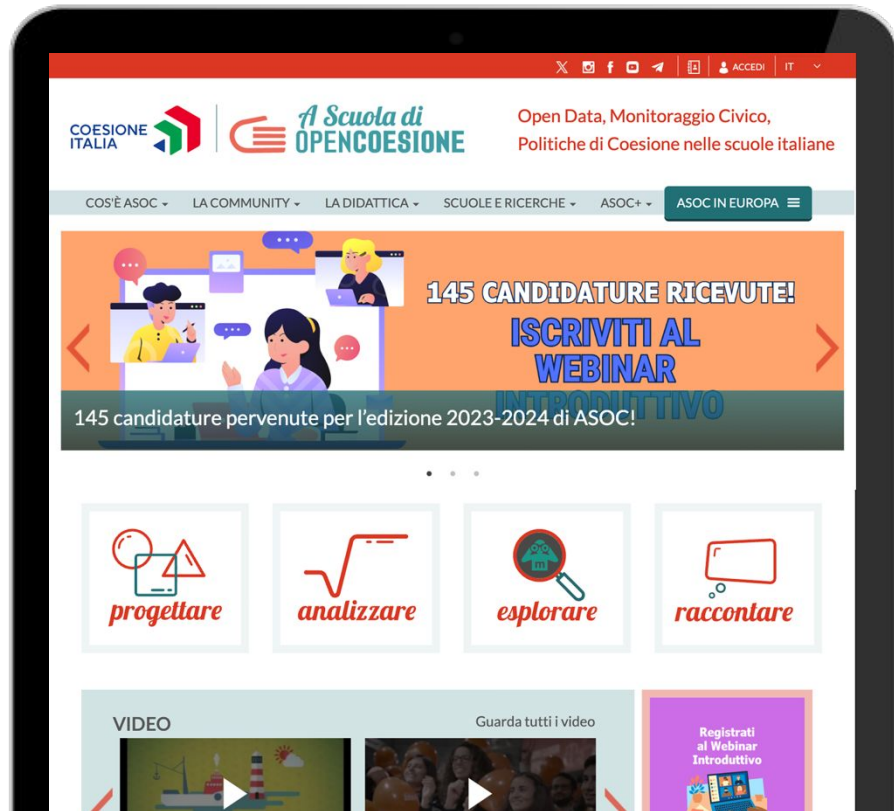 ACCEDI
IT
COESIONE
ITALIA
A Scuola di
OPENCOESIONE
Open Data, Monitoraggio Civico,
Politiche di Coesione nelle scuole italiane
COS'È ASOC
LA COMMUNITY
LA DIDATTICA
SCUOLE E RICERCHE
ASOC+
ASOC IN EUROPA
145 CANDIDATURE RICEVUTE!
ISCRIVITI AL
WEBINAR
INTRODUTTIVO
145 candidature pervenute per l'edizione 2023-2024 di ASOC!
progettare
analizzare
m
esplorare
raccontare
VIDEO
Guarda tutti i video
Registrati
al Webinar
Introduttivo